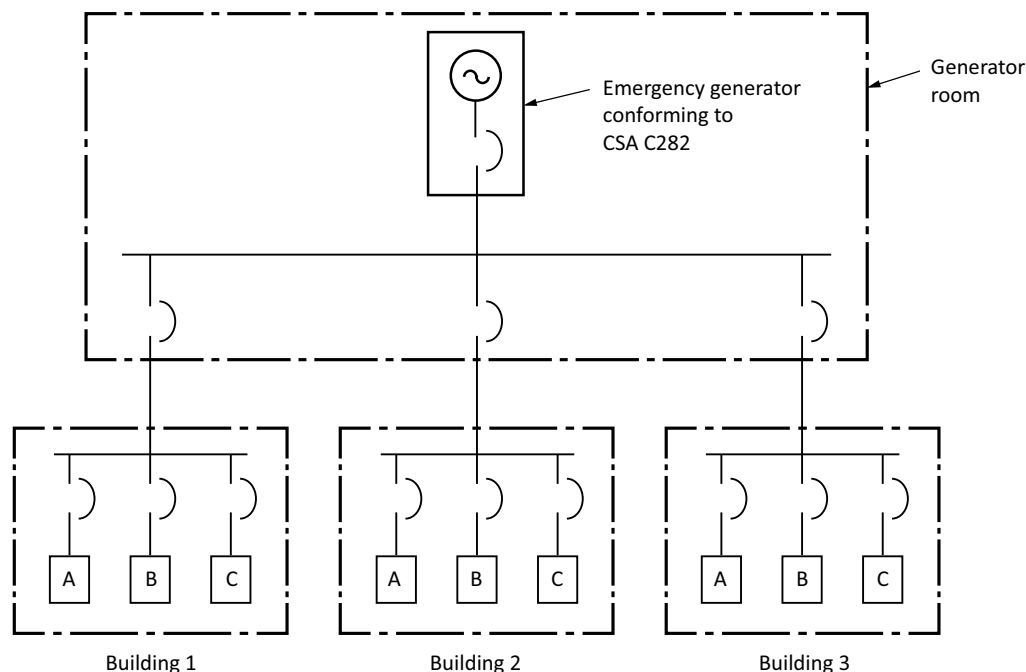 Generator
room
Emergency generator
conforming to
CSA C282
A B C
A B C
A B C
Building 1
Building 2
Building 3